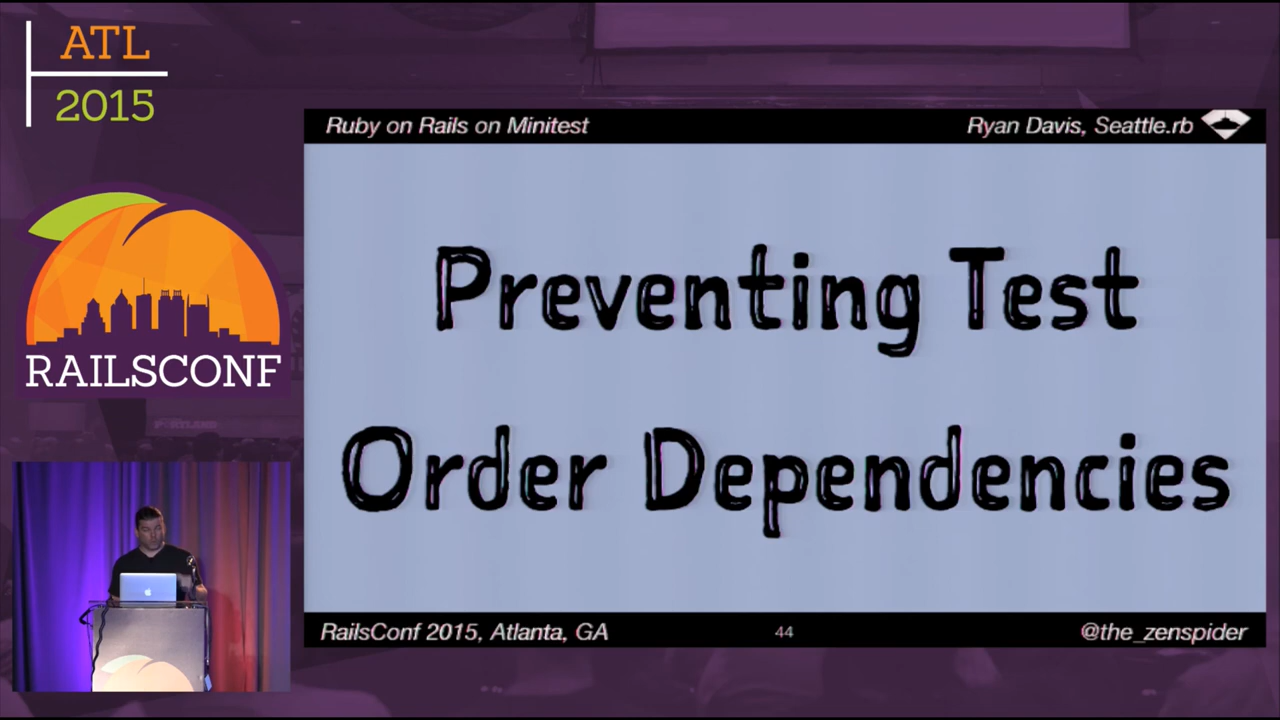 ATL
2015
RAILSCONF
Ruby on Rails on Minitest
Ryan Davis, Seattle.rb
Preventing Test
Order Dependencies
RailsConf 2015, Atlanta, GA
44
@the_zenspider